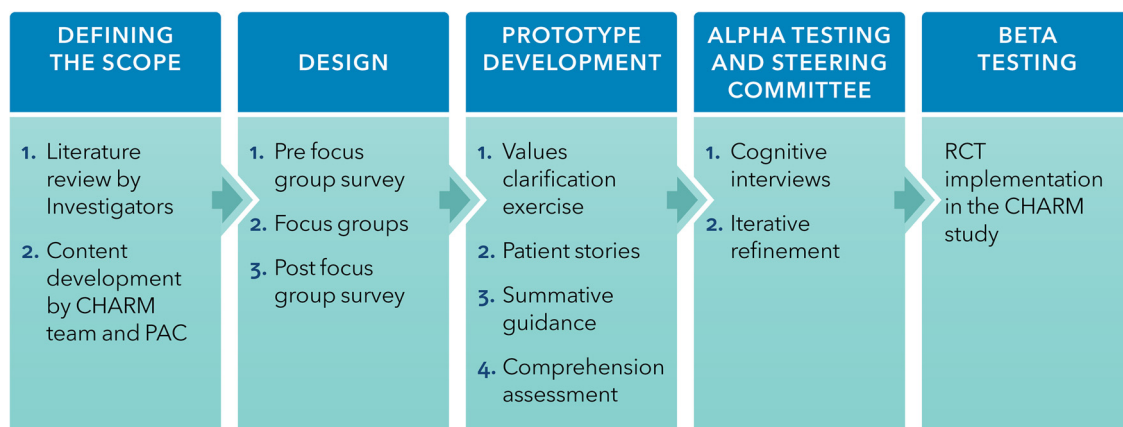 DEFINING
THE SCOPE
1. Literature
review by
Investigators
2. Content
development
by CHARM
team and PAC
DESIGN
1. Pre focus
group survey
2. Focus groups
3. Post focus
group survey
PROTOTYPE
DEVELOPMENT
1. Values
clarification
exercise
2. Patient stories
3. Summative
guidance
4. Comprehension
assessment
ALPHA TESTING
AND STEERING
COMMITTEE
1. Cognitive
interviews
2. Iterative
refinement
BETA
TESTING
RCT
implementation
in the CHARM
study